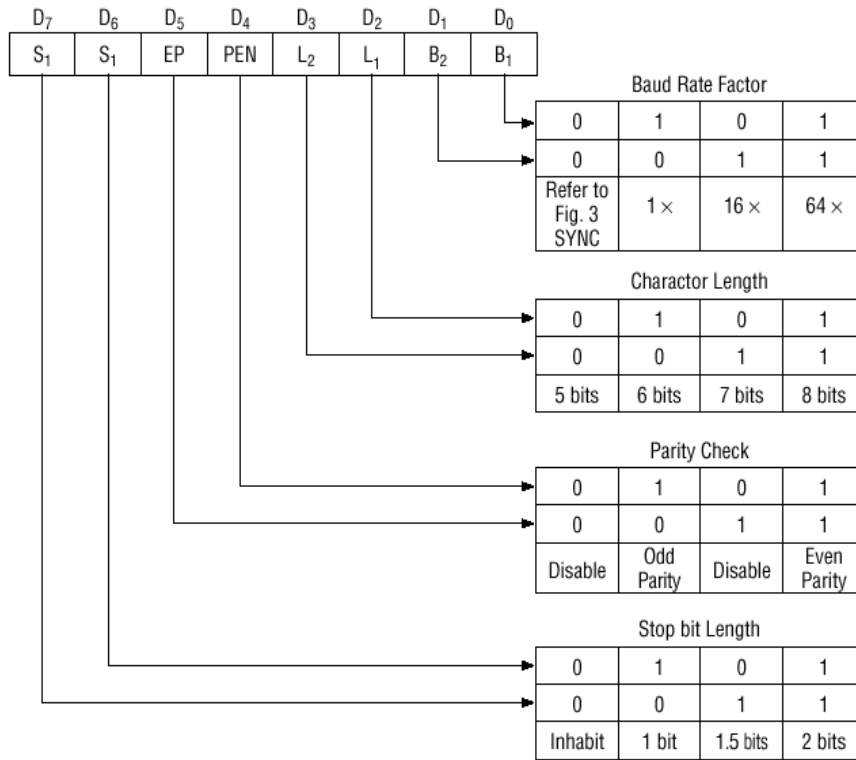 D₇ D₆ D₅ D₄ D₃ D₂ D₁ D₀
S₁ S₁ EP PEN L₂ L₁ B₂ B₁
Baud Rate Factor
0 1 0 1
0 0 1 1
Refer to Fig. 3 SYNC 1 × 16 × 64 ×
Charactor Length
0 1 0 1
0 0 1 1
5 bits 6 bits 7 bits 8 bits
Parity Check
0 1 0 1
0 0 1 1
Disable Odd Parity Disable Even Parity
Stop bit Length
0 1 0 1
0 0 1 1
Inhabit 1 bit 1.5 bits 2 bits